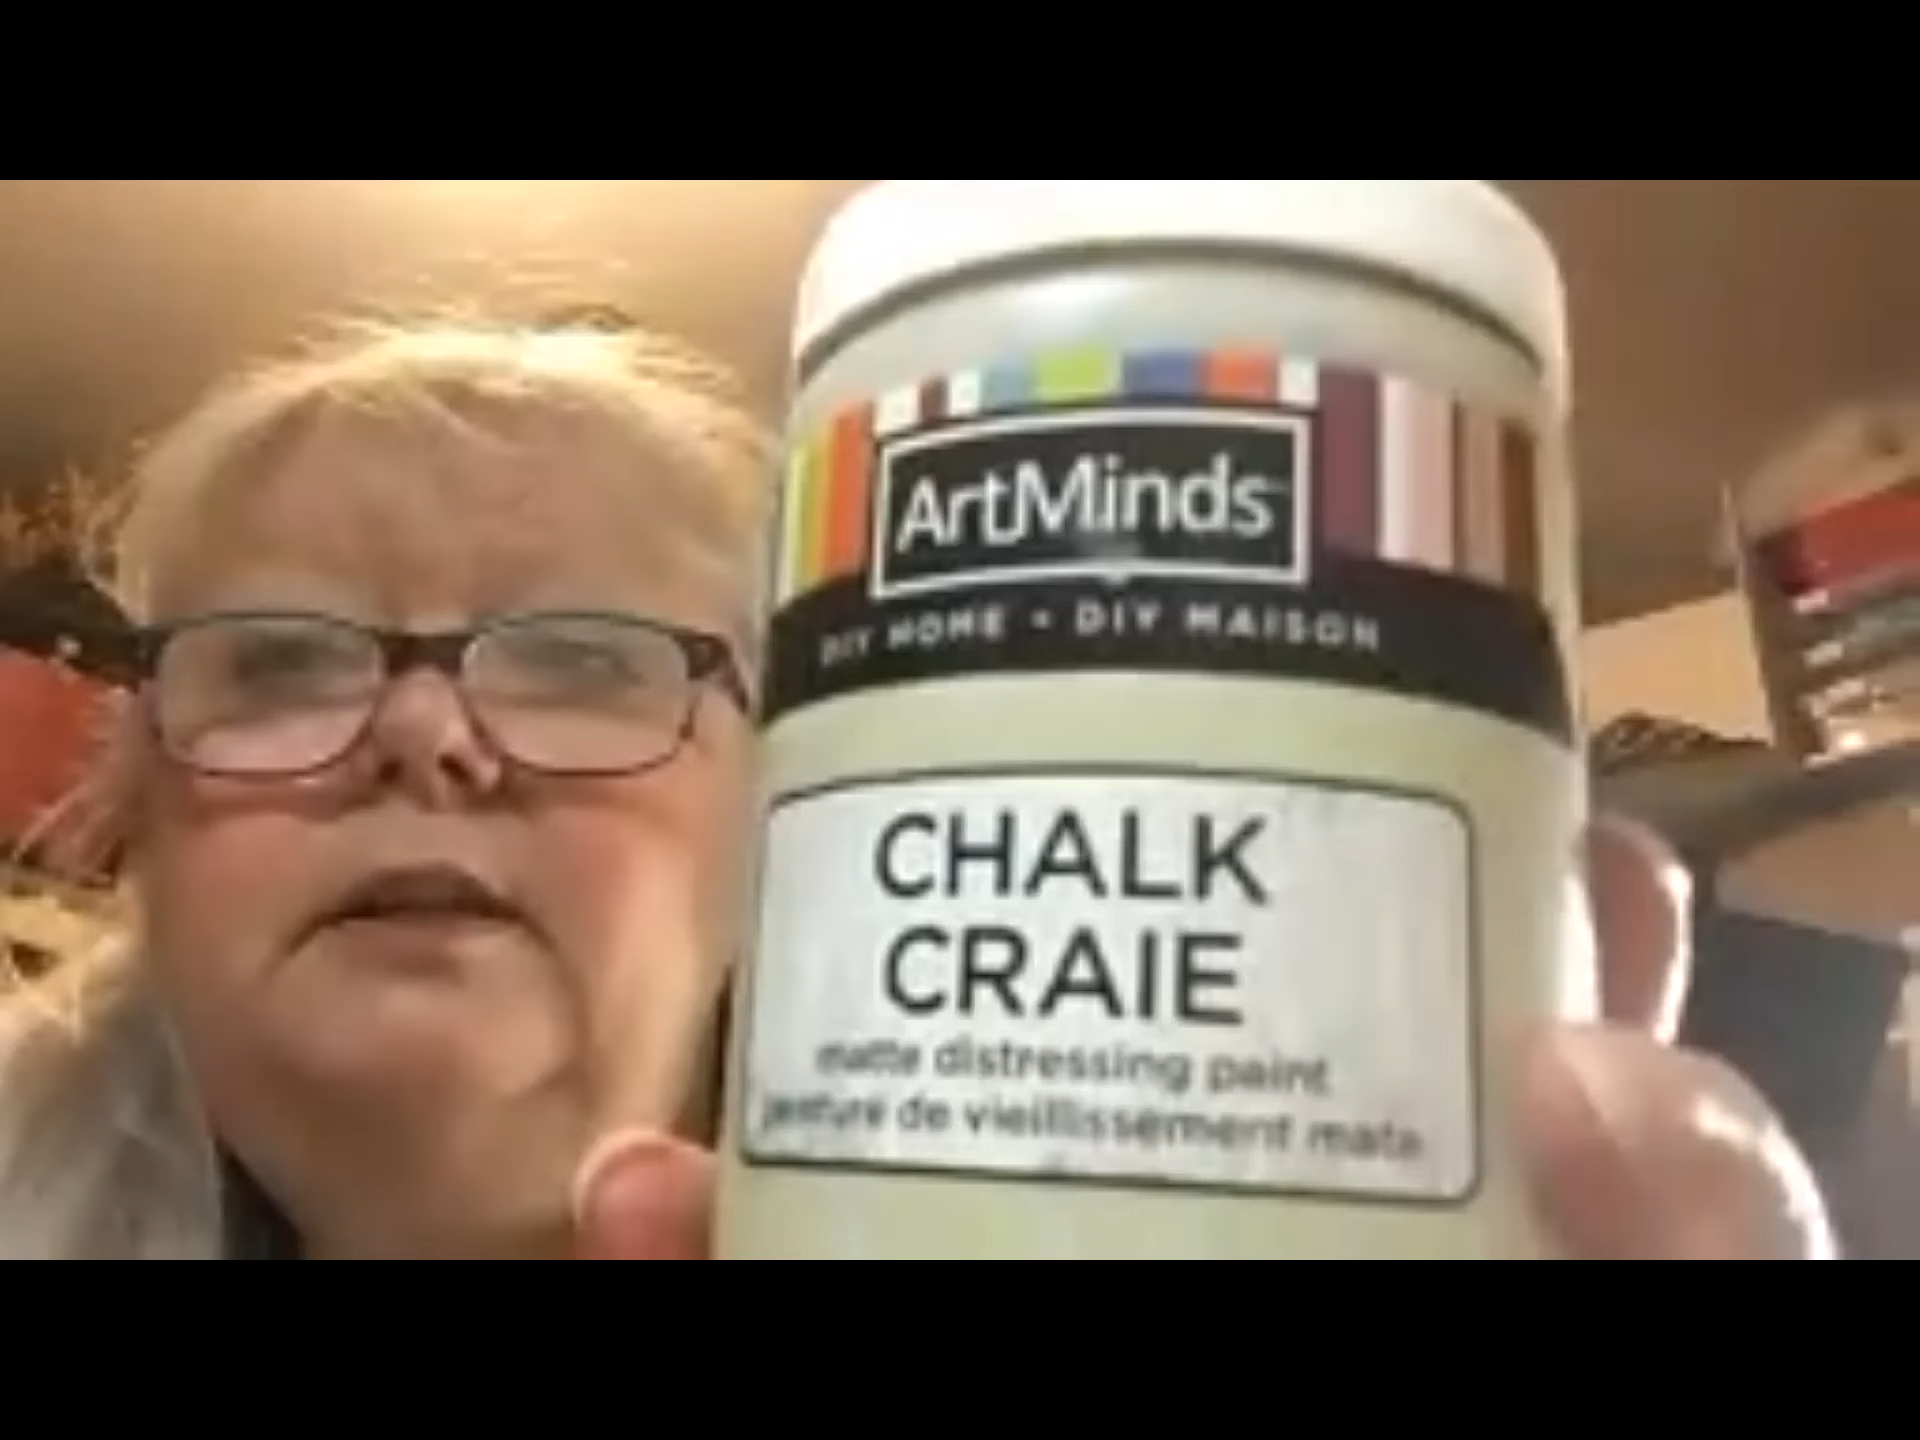 ArtMinds
DIY HOME - DIY MAISON
CHALK
CRAIE
matte distressing paint
peinture de vieillissement mate